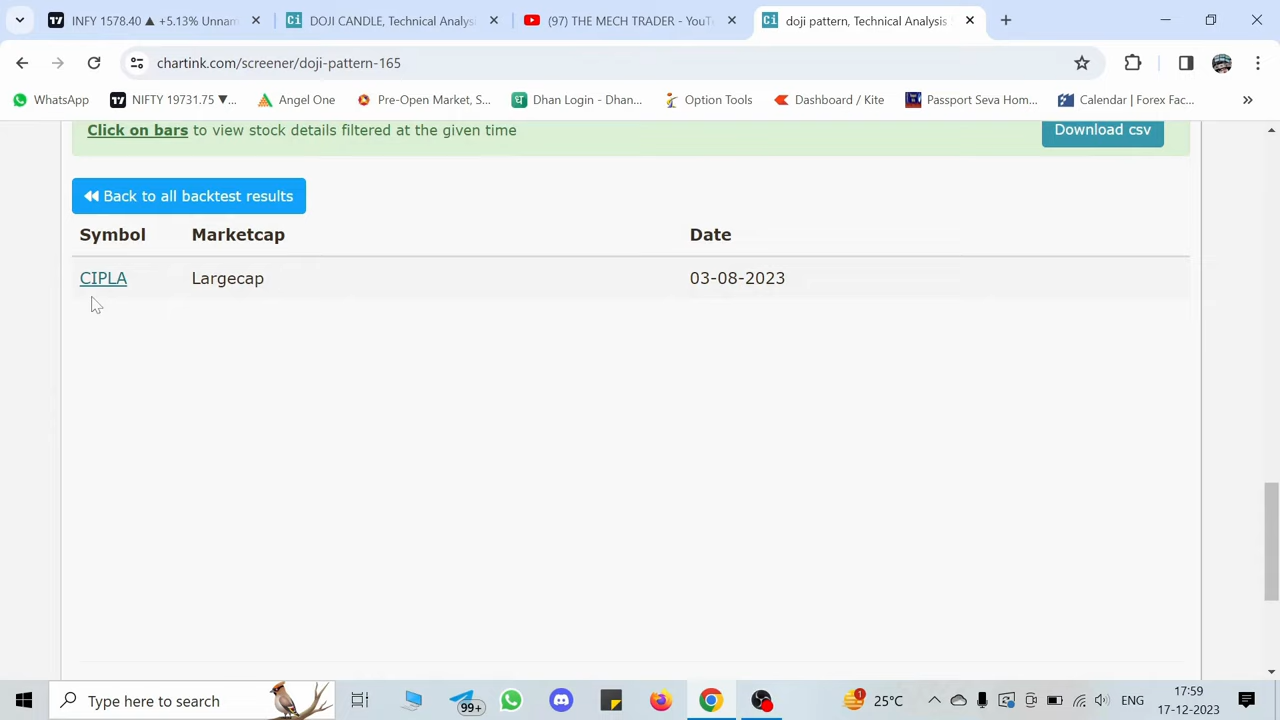 INFY 1578.40 ▲ +5.13% Unnam
DOJI CANDLE, Technical Analysi
(97) THE MECH TRADER - YouT
doji pattern, Technical Analysis
chartink.com/screener/doji-pattern-165
WhatsApp
NIFTY 19731.75 ▼...
Angel One
Pre-Open Market, S...
Dhan Login - Dhan...
Option Tools
Dashboard / Kite
Passport Seva Hom...
Calendar | Forex Fac...
Click on bars to view stock details filtered at the given time
Download csv
Back to all backtest results
Symbol Marketcap Date
CIPLA Largecap 03-08-2023
Type here to search
99+
1
25°C
ENG
17:59
17-12-2023